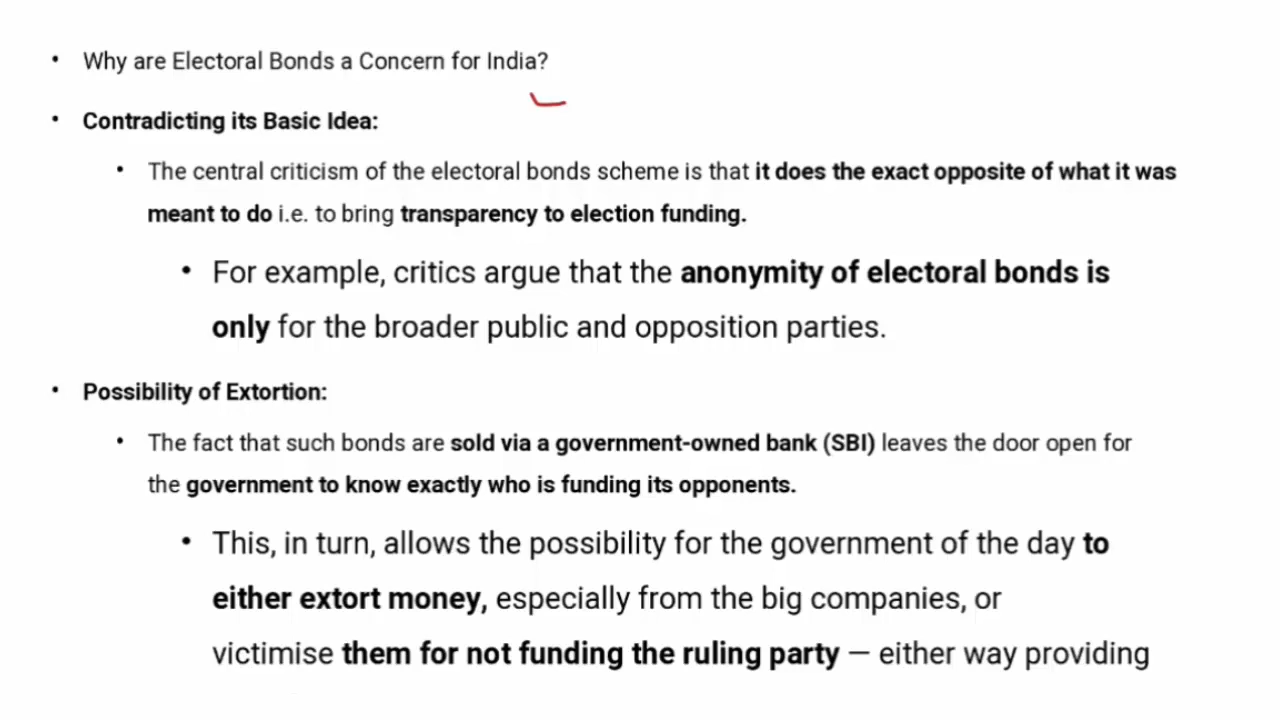 • Why are Electoral Bonds a Concern for India?
• Contradicting its Basic Idea:
• The central criticism of the electoral bonds scheme is that it does the exact opposite of what it was
meant to do i.e. to bring transparency to election funding.
• For example, critics argue that the anonymity of electoral bonds is
only for the broader public and opposition parties.
• Possibility of Extortion:
• The fact that such bonds are sold via a government-owned bank (SBI) leaves the door open for
the government to know exactly who is funding its opponents.
• This, in turn, allows the possibility for the government of the day to
either extort money, especially from the big companies, or
victimise them for not funding the ruling party — either way providing